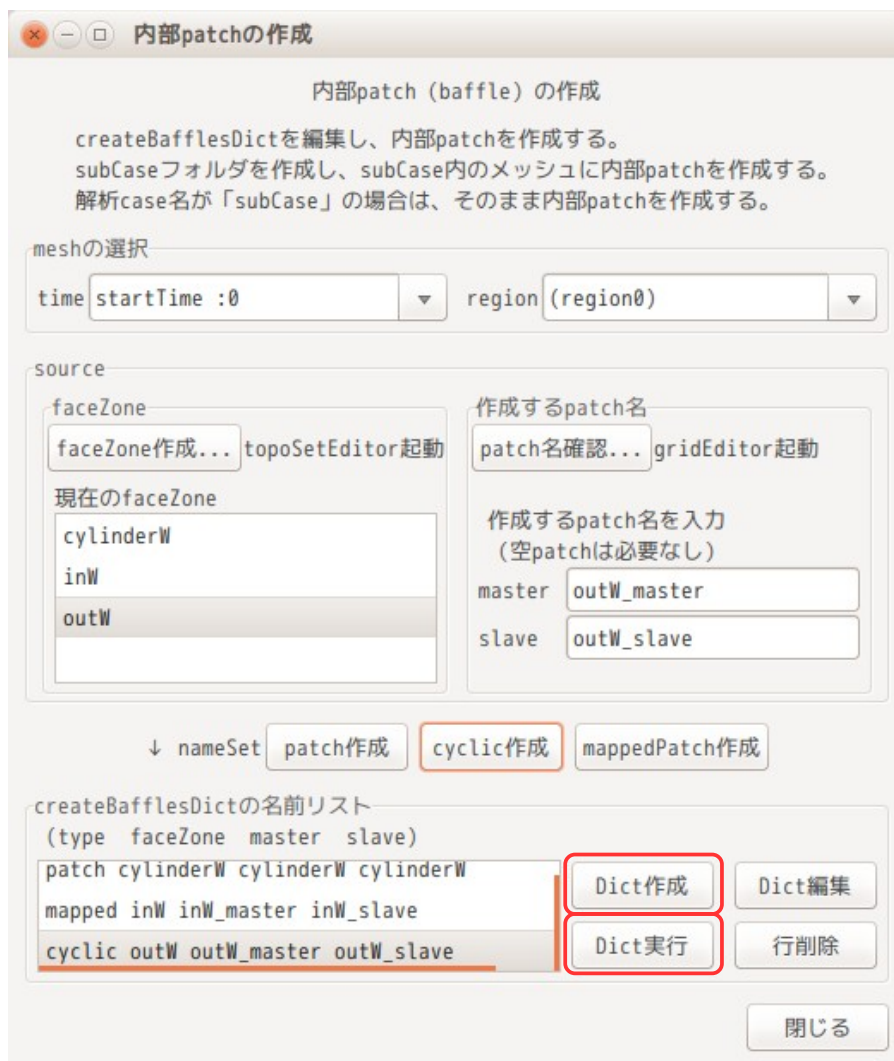 内部patchの作成
内部patch (baffle) の作成
createBafflesDictを編集し、内部patchを作成する。
subCaseフォルダを作成し、subCase内のメッシュに内部patchを作成する。
解析case名が「subCase」の場合は、そのまま内部patchを作成する。
meshの選択
time startTime :0 region (region0)
source
faceZone
faceZone作成... topoSetEditor起動
現在のfaceZone
cylinderW
inW
outW
作成するpatch名
patch名確認... gridEditor起動
作成するpatch名を入力
(空patchは必要なし)
master outW_master
slave outW_slave
↓ nameSet patch作成 cyclic作成 mappedPatch作成
createBafflesDictの名前リスト
(type faceZone master slave)
patch cylinderW cylinderW cylinderW
mapped inW inW_master inW_slave
cyclic outW outW_master outW_slave
Dict作成 Dict編集
Dict実行 行削除
閉じる